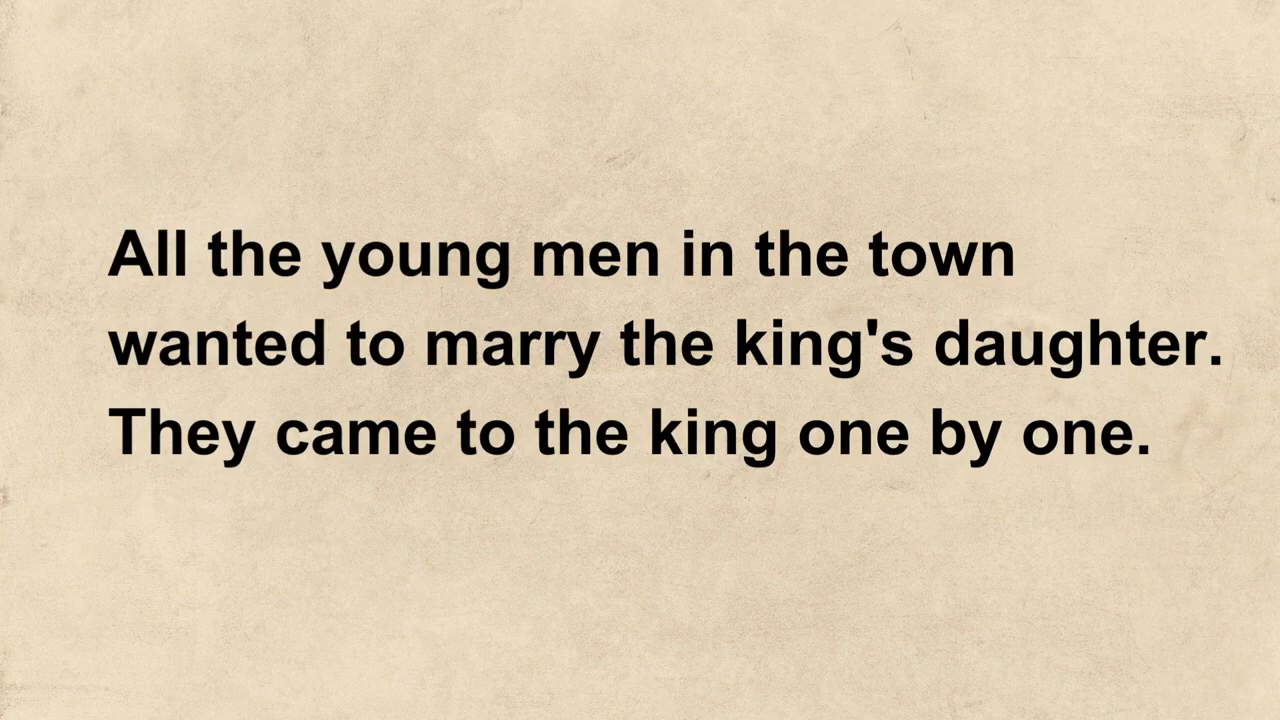 All the young men in the town
wanted to marry the king's daughter.
They came to the king one by one.